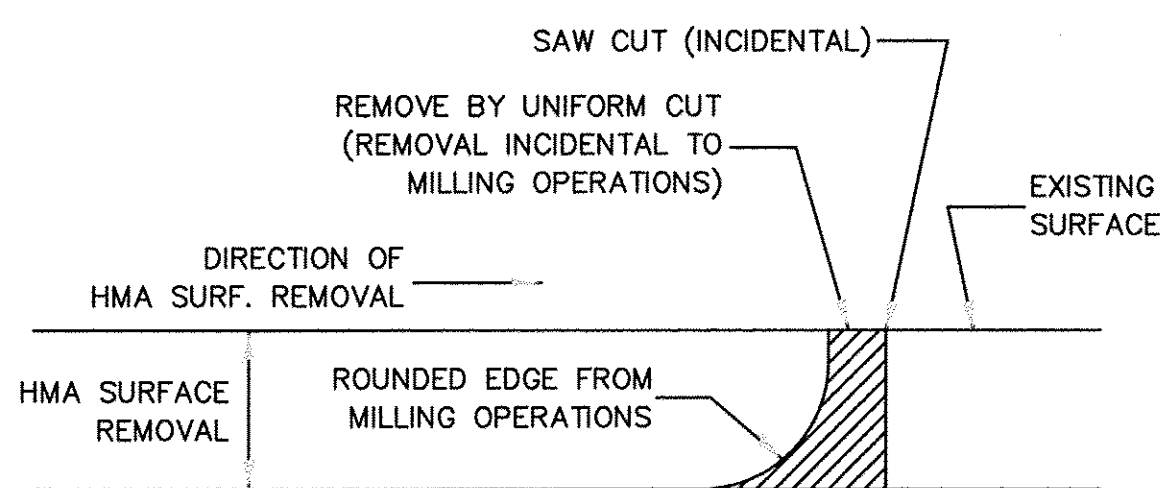 SAW CUT (INCIDENTAL)
REMOVE BY UNIFORM CUT
(REMOVAL INCIDENTAL TO
MILLING OPERATIONS)
EXISTING
SURFACE
DIRECTION OF
HMA SURF. REMOVAL
HMA SURFACE
REMOVAL
ROUNDED EDGE FROM
MILLING OPERATIONS